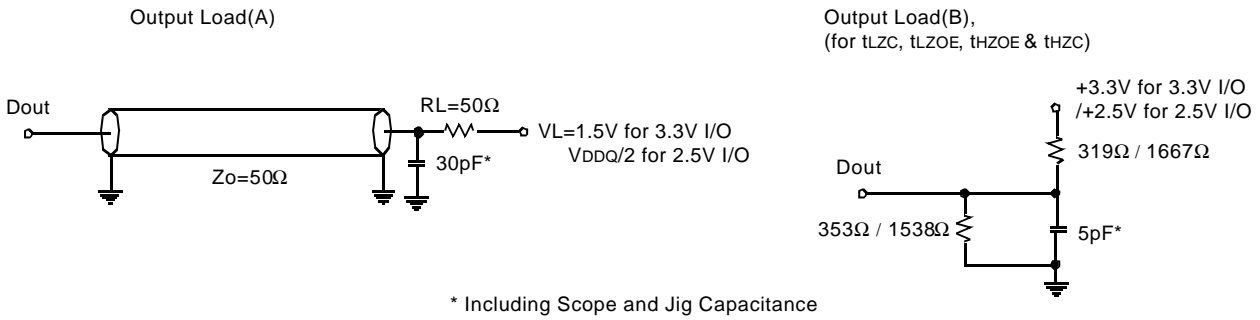 Output Load(A)
Dout
Zo=50Ω
RL=50Ω
30pF*
VL=1.5V for 3.3V I/O
VDDQ/2 for 2.5V I/O
Output Load(B),
(for tLZC, tLZOE, tHZOE & tHZC)
+3.3V for 3.3V I/O
/+2.5V for 2.5V I/O
319Ω / 1667Ω
Dout
353Ω / 1538Ω
5pF*
* Including Scope and Jig Capacitance